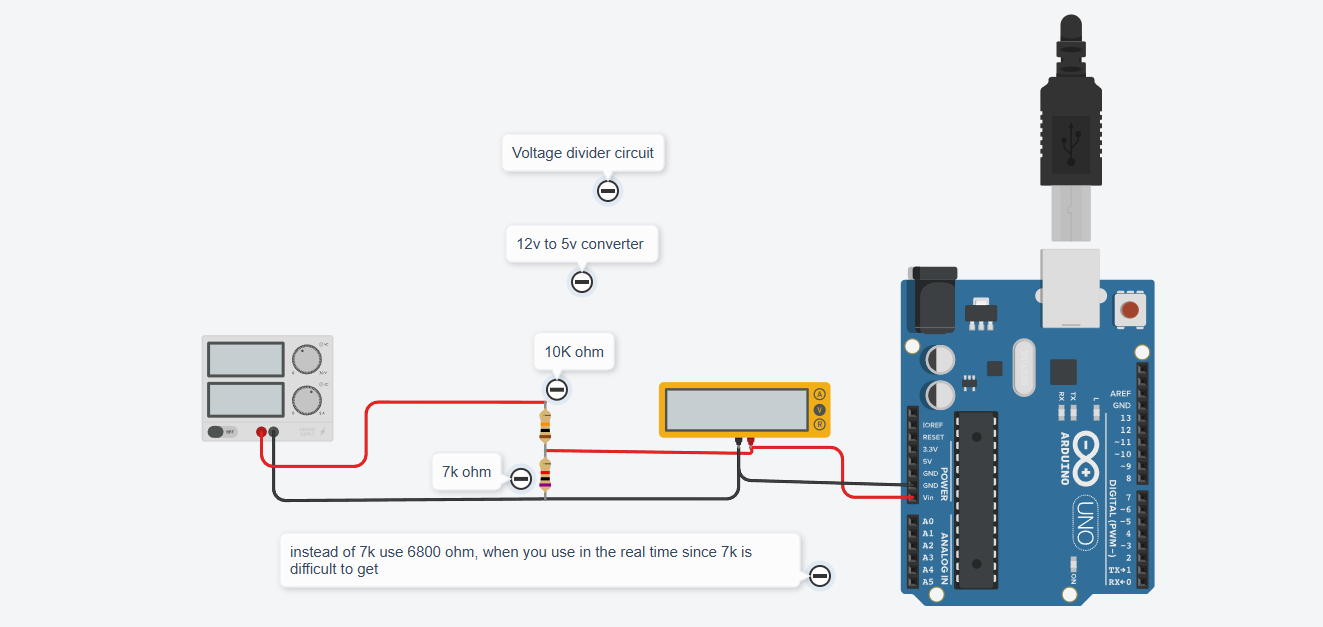 Voltage divider circuit
12v to 5v converter
10K ohm
7k ohm
instead of 7k use 6800 ohm, when you use in the real time since 7k is
difficult to get
OFF
A
V
R
IOREF
RESET
3.3V
5V
GND
GND
Vin
POWER
A0
A1
A2
A3
A4
A5
ANALOG IN
RX
TX
L
ARDUINO
UNO
ON
AREF
GND
13
12
~11
~10
~9
8
7
~6
~5
4
~3
2
TX→1
RX←0
DIGITAL (PWM~)